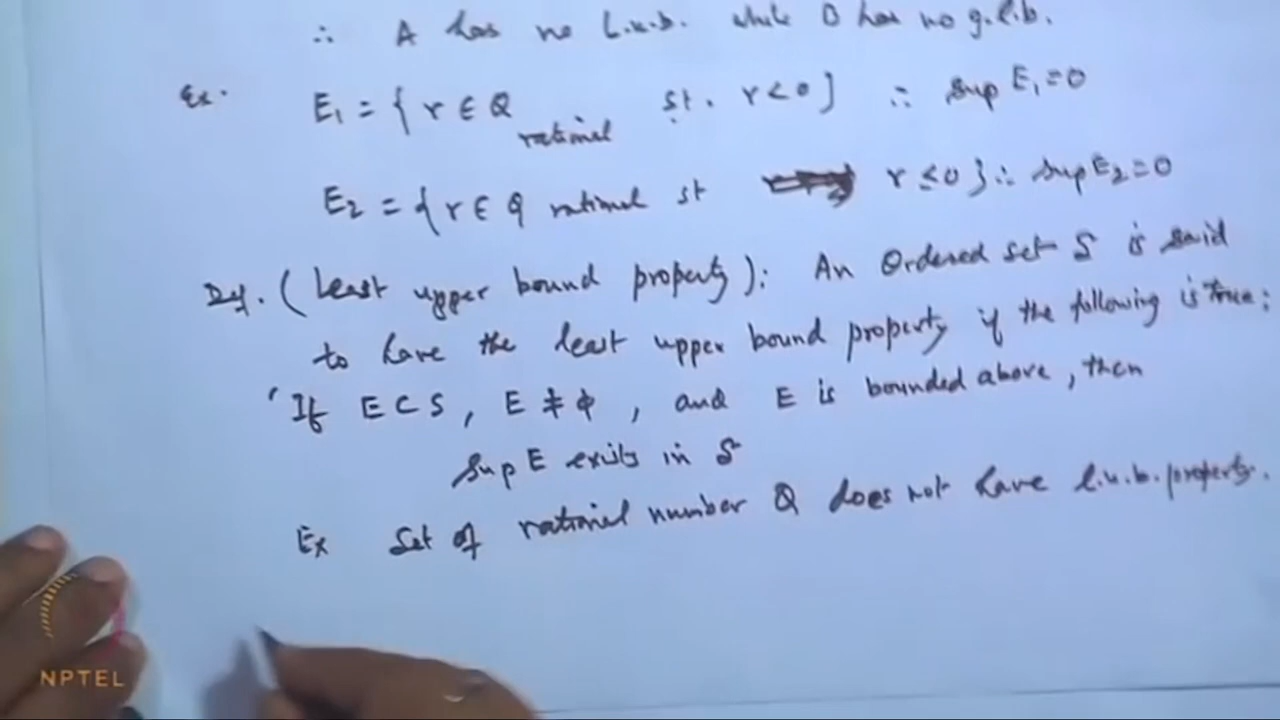 ∴ A has no l.u.b. while B has no g.l.b.
Ex. E₁ = { r ∈ Q rational st. r < 0 } ∴ Sup E₁ = 0
E₂ = { r ∈ Q rational st r ≤ 0 } ∴ Sup E₂ = 0
Def. (Least upper bound property): An Ordered set S is said
to have the least upper bound property if the following is true:
'If E ⊂ S, E ≠ φ, and E is bounded above, then
Sup E exists in S
Ex Set of rational number Q does not have l.u.b. property.
NPTEL